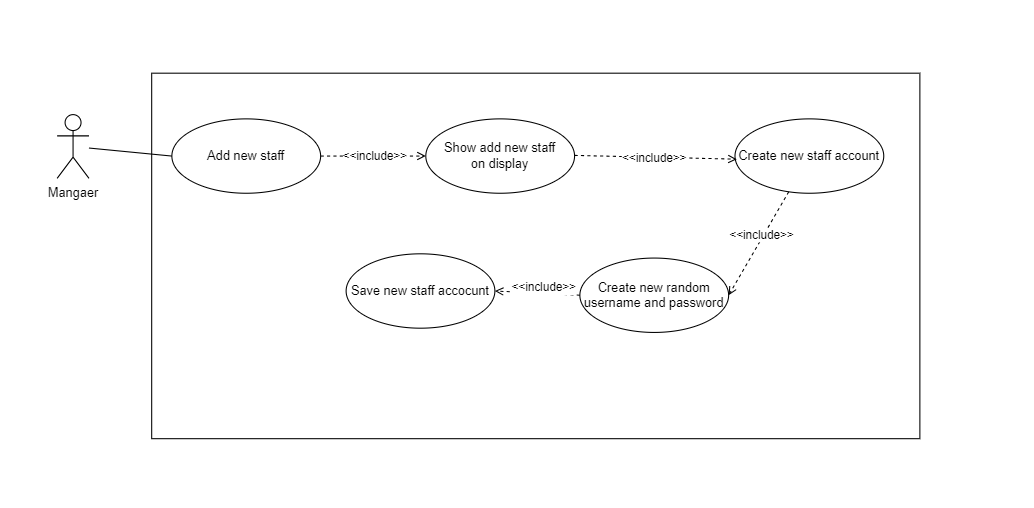 Mangaer
Add new staff
<<include>>
Show add new staff
on display
<<include>>
Create new staff account
<<include>>
Create new random
username and password
<<include>>
Save new staff accocunt